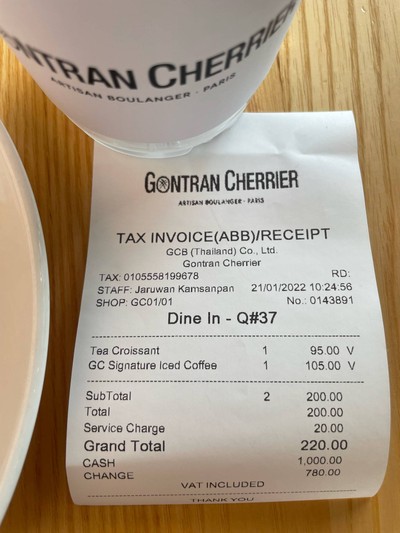 GONTRAN CHERRIER
ARTISAN BOULANGER · PARIS
GONTRAN CHERRIER
ARTISAN BOULANGER · PARIS
TAX INVOICE(ABB)/RECEIPT
GCB (Thailand) Co., Ltd.
Gontran Cherrier
TAX: 0105558199678 RD:
STAFF: Jaruwan Kamsanpan 21/01/2022 10:24:56
SHOP: GC01/01 No.: 0143891
Dine In - Q#37
Tea Croissant 1 95.00 V
GC Signature Iced Coffee 1 105.00 V
SubTotal 2 200.00
Total 200.00
Service Charge 20.00
Grand Total 220.00
CASH 1,000.00
CHANGE 780.00
VAT INCLUDED
THANK YOU